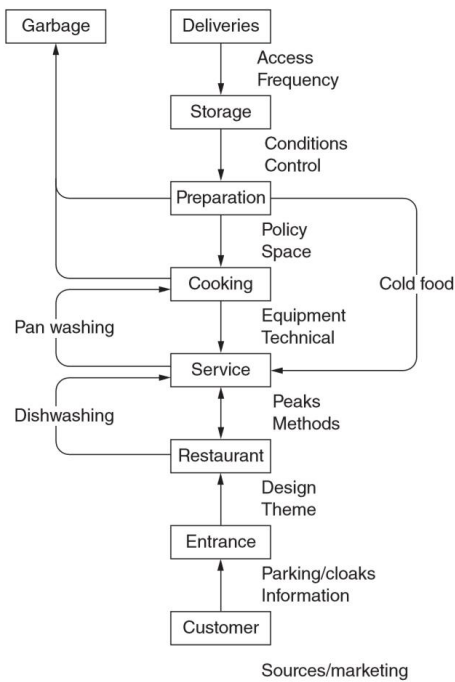 Garbage
Deliveries
Access
Frequency
Storage
Conditions
Control
Preparation
Policy
Space
Cooking
Cold food
Equipment
Technical
Pan washing
Service
Peaks
Methods
Dishwashing
Restaurant
Design
Theme
Entrance
Parking/cloaks
Information
Customer
Sources/marketing